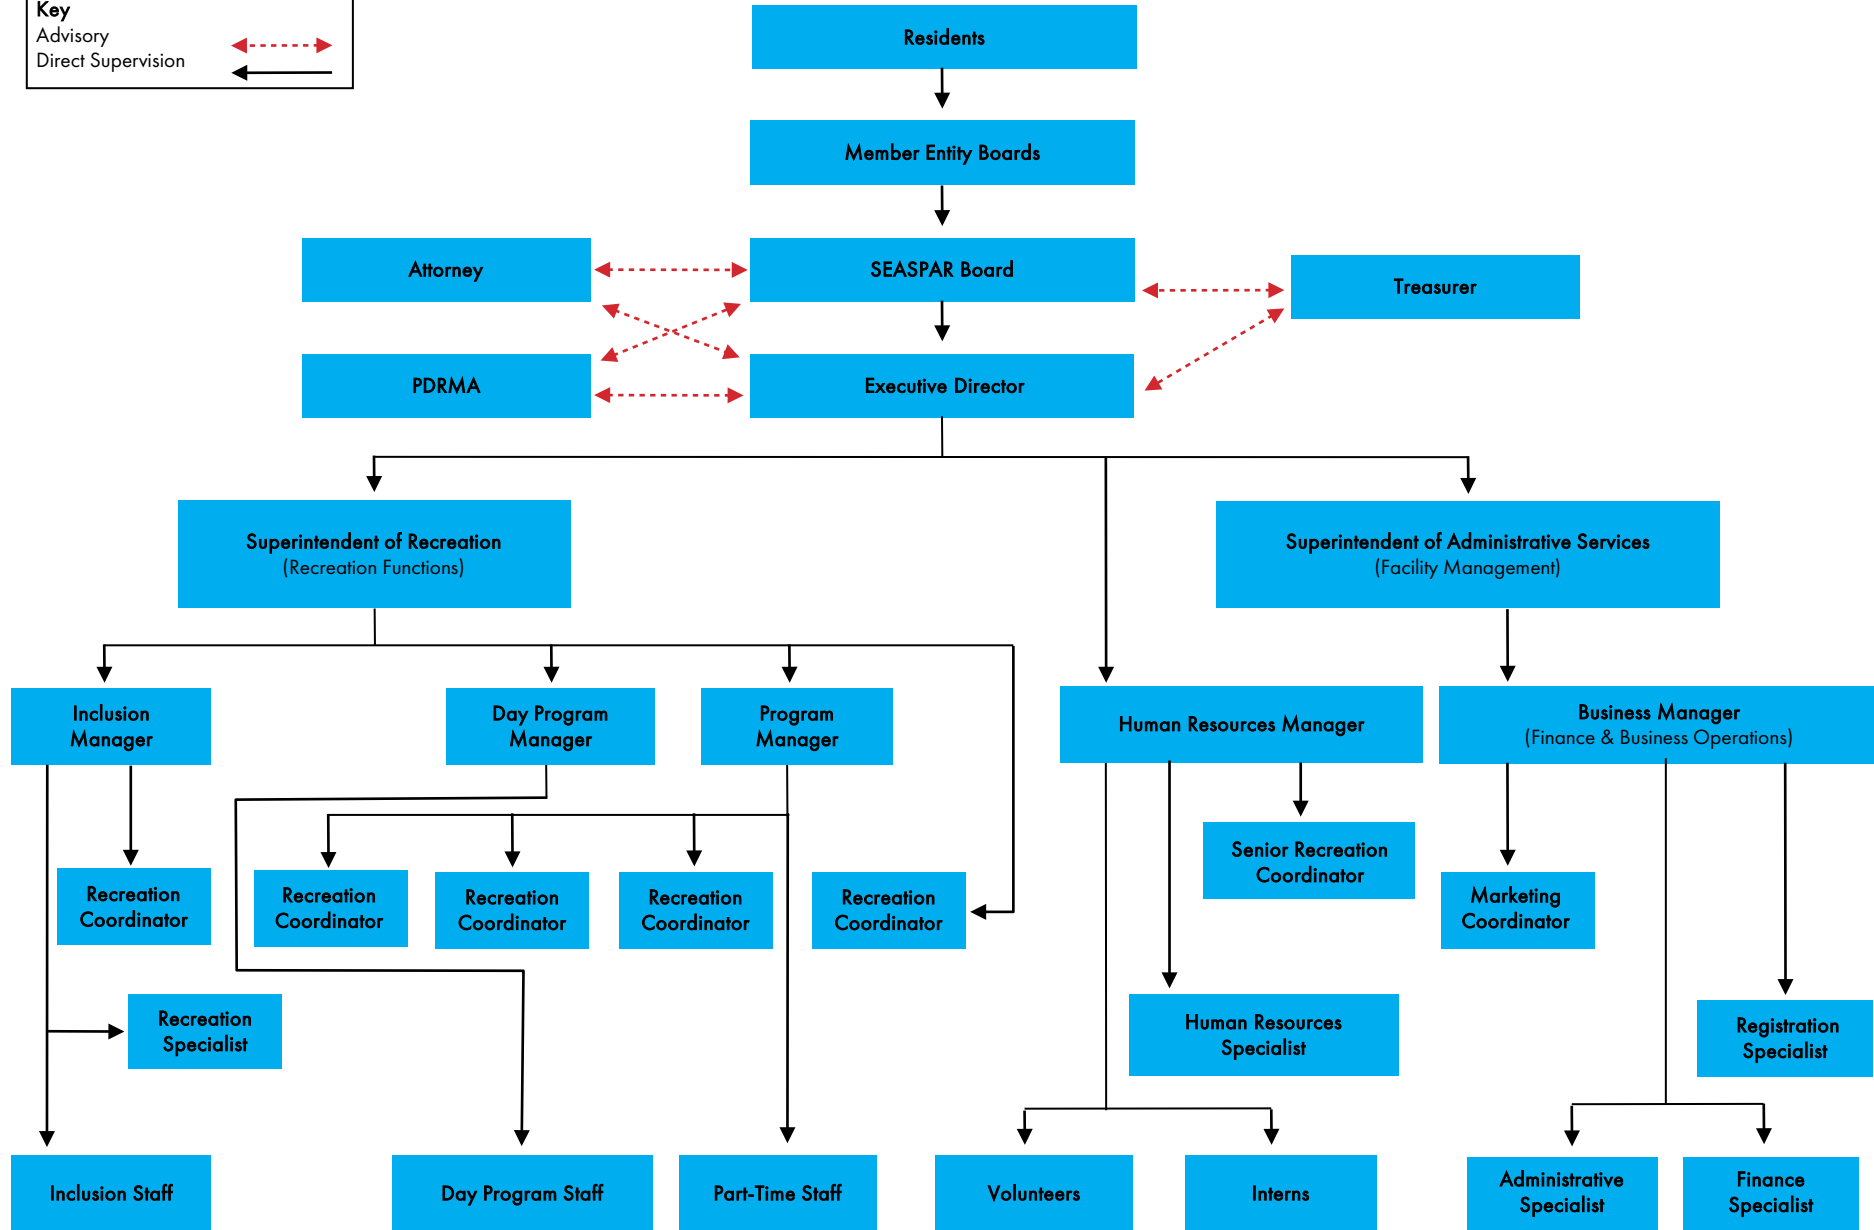 Key
Advisory
Direct Supervision
Residents
Member Entity Boards
Attorney
SEASPAR Board
Treasurer
PDRMA
Executive Director
Superintendent of Recreation
(Recreation Functions)
Superintendent of Administrative Services
(Facility Management)
Inclusion
Manager
Day Program
Manager
Program
Manager
Human Resources Manager
Business Manager
(Finance & Business Operations)
Senior Recreation
Coordinator
Recreation
Coordinator
Recreation
Coordinator
Recreation
Coordinator
Recreation
Coordinator
Recreation
Coordinator
Marketing
Coordinator
Recreation
Specialist
Human Resources
Specialist
Registration
Specialist
Inclusion Staff
Day Program Staff
Part-Time Staff
Volunteers
Interns
Administrative
Specialist
Finance
Specialist